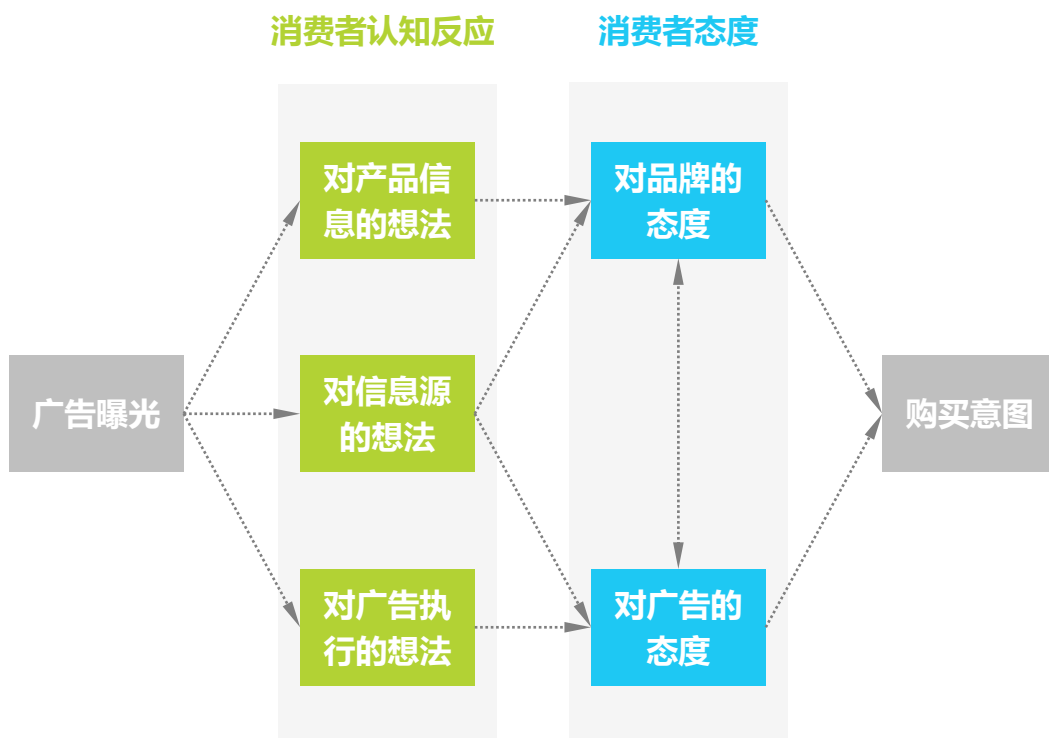 消费者认知反应
消费者态度
对产品信
息的想法
对品牌的
态度
广告曝光
对信息源
的想法
购买意图
对广告执
行的想法
对广告的
态度